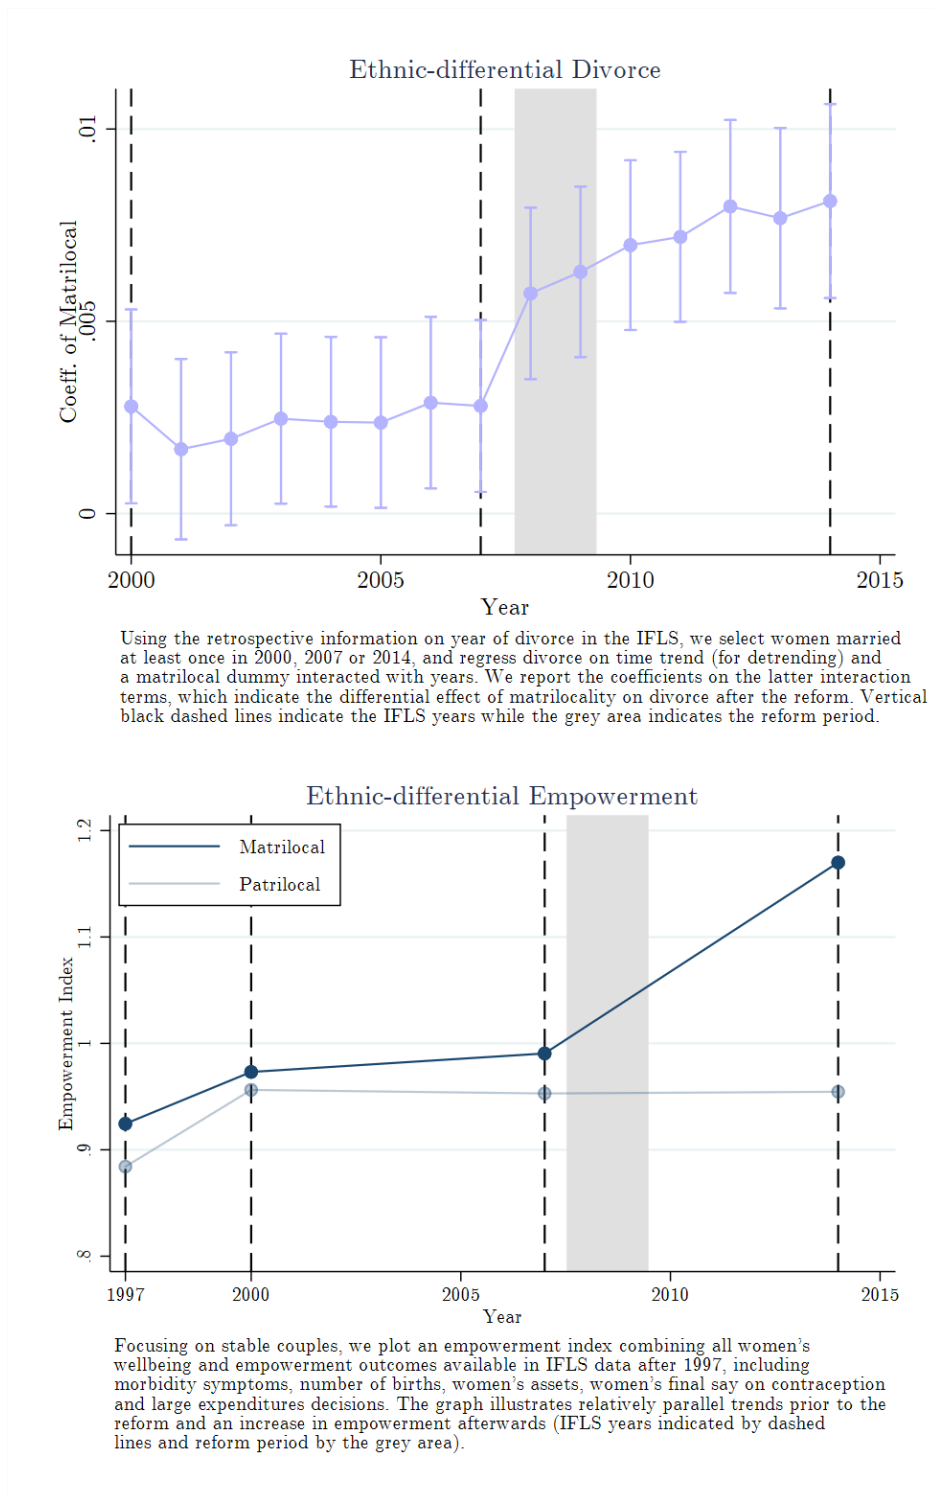 Ethnic-differential Divorce
.01
.005
0
Coeff. of Matrilocal
2000 2005 2010 2015
Year
Using the retrospective information on year of divorce in the IFLS, we select women married
at least once in 2000, 2007 or 2014, and regress divorce on time trend (for detrending) and
a matrilocal dummy interacted with years. We report the coefficients on the latter interaction
terms, which indicate the differential effect of matrilocality on divorce after the reform. Vertical
black dashed lines indicate the IFLS years while the grey area indicates the reform period.
Ethnic-differential Empowerment
Matrilocal
Patrilocal
1.2
1.1
1
.9
.8
Empowerment Index
1997 2000 2005 2010 2015
Year
Focusing on stable couples, we plot an empowerment index combining all women's
wellbeing and empowerment outcomes available in IFLS data after 1997, including
morbidity symptoms, number of births, women's assets, women's final say on contraception
and large expenditures decisions. The graph illustrates relatively parallel trends prior to the
reform and an increase in empowerment afterwards (IFLS years indicated by dashed
lines and reform period by the grey area).